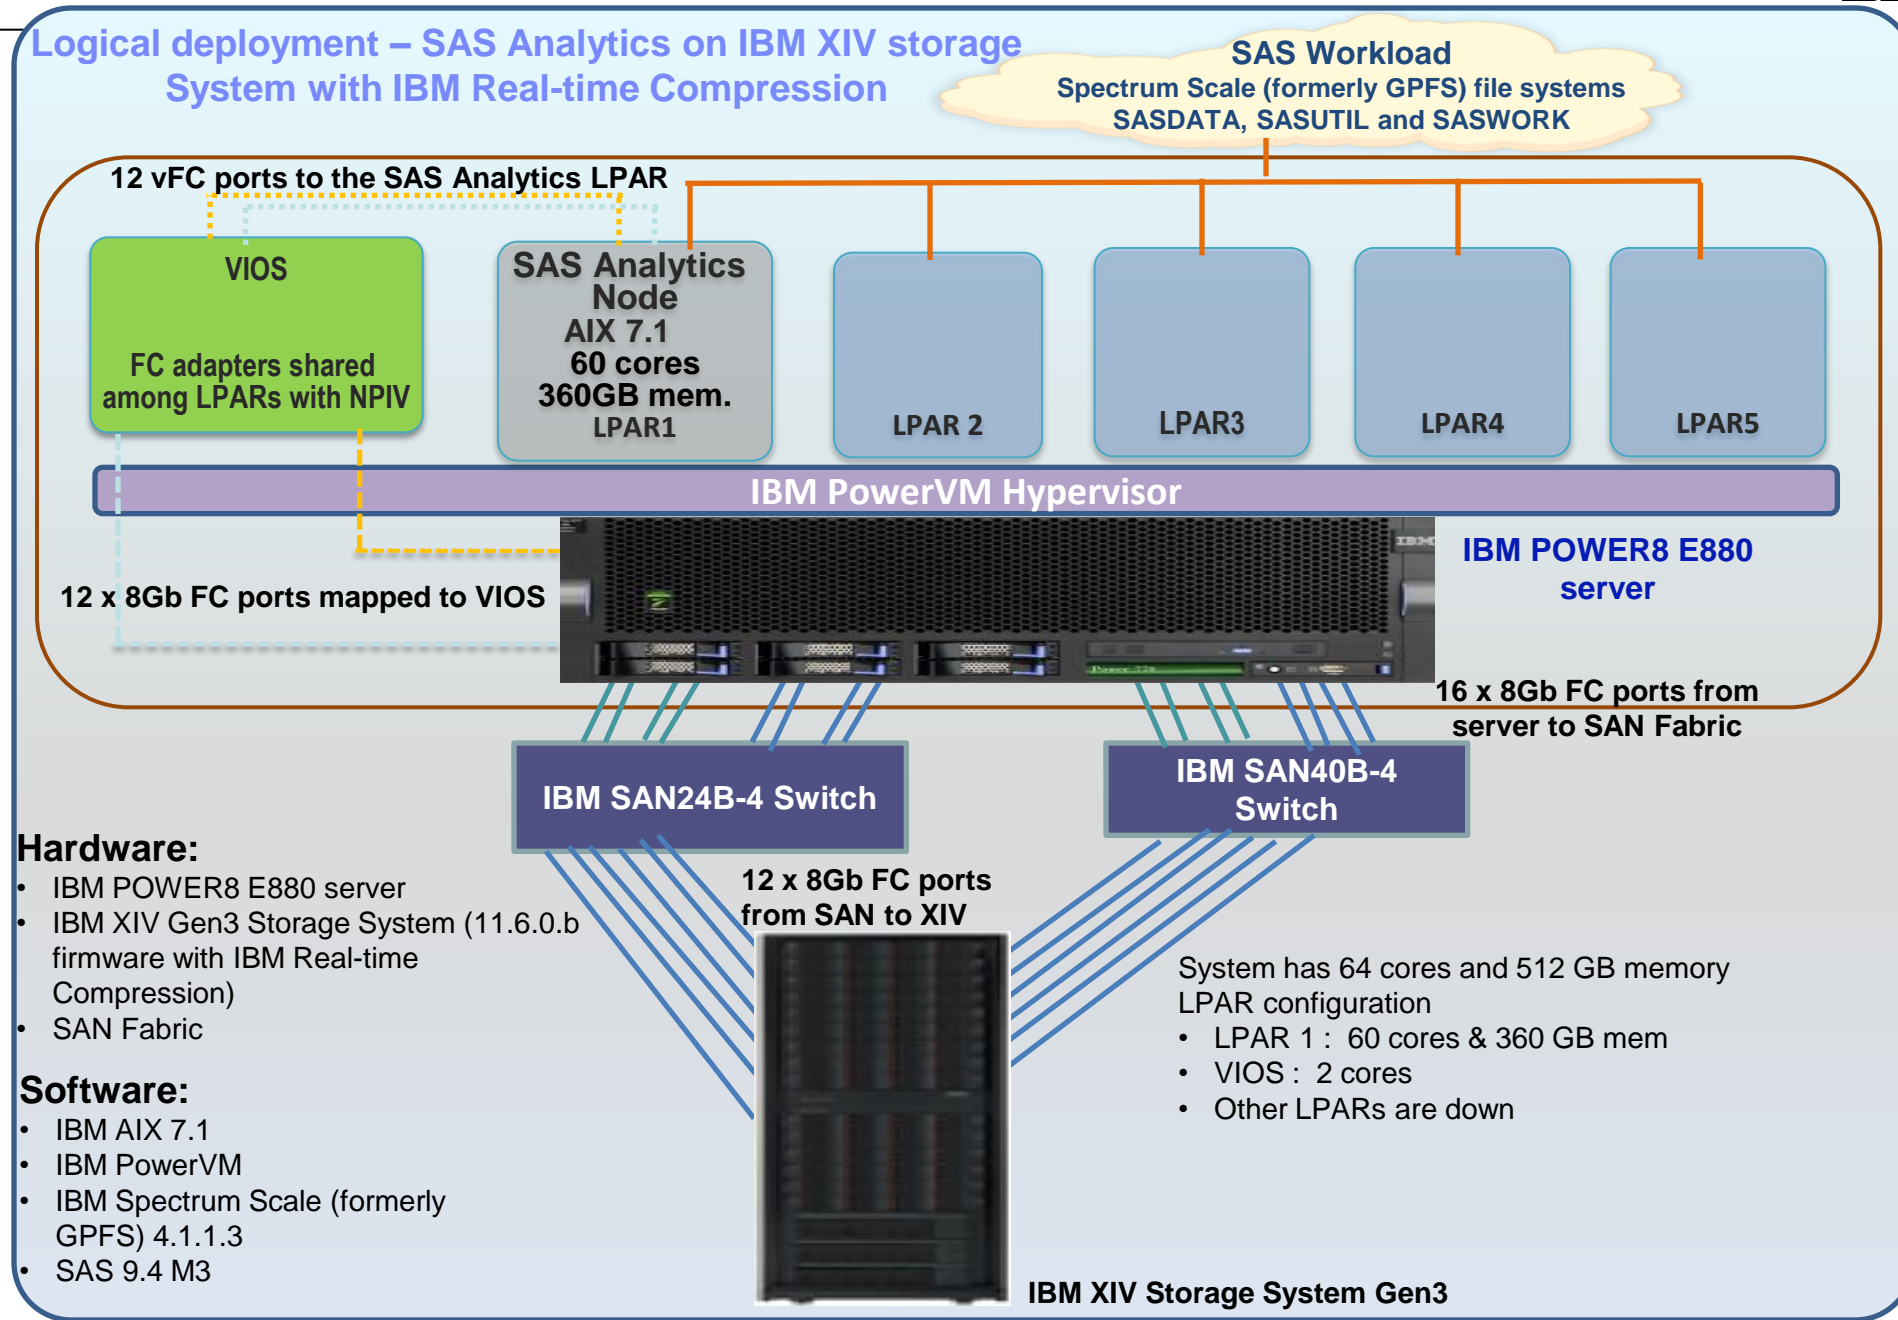 Logical deployment – SAS Analytics on IBM XIV storage
System with IBM Real-time Compression
SAS Workload
Spectrum Scale (formerly GPFS) file systems
SASDATA, SASUTIL and SASWORK
12 vFC ports to the SAS Analytics LPAR
VIOS
FC adapters shared
among LPARs with NPIV
SAS Analytics
Node
AIX 7.1
60 cores
360GB mem.
LPAR1
LPAR 2
LPAR3
LPAR4
LPAR5
IBM PowerVM Hypervisor
IBM
IBM POWER8 E880
server
12 x 8Gb FC ports mapped to VIOS
16 x 8Gb FC ports from
server to SAN Fabric
IBM SAN24B-4 Switch
IBM SAN40B-4
Switch
12 x 8Gb FC ports
from SAN to XIV
Hardware:
• IBM POWER8 E880 server
• IBM XIV Gen3 Storage System (11.6.0.b
firmware with IBM Real-time
Compression)
• SAN Fabric
Software:
• IBM AIX 7.1
• IBM PowerVM
• IBM Spectrum Scale (formerly
GPFS) 4.1.1.3
• SAS 9.4 M3
System has 64 cores and 512 GB memory
LPAR configuration
• LPAR 1 : 60 cores & 360 GB mem
• VIOS : 2 cores
• Other LPARs are down
IBM XIV Storage System Gen3